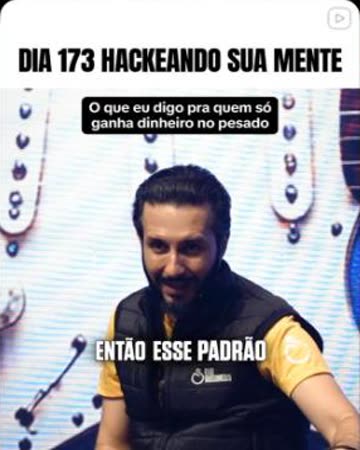 DIA 173 HACKEANDO SUA MENTE
O que eu digo pra quem só
ganha dinheiro no pesado
ENTÃO ESSE PADRÃO